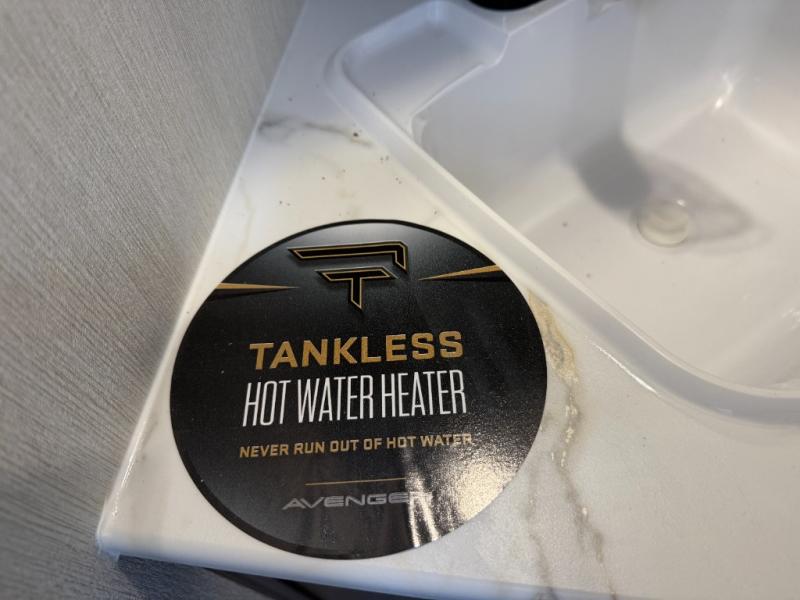 TANKLESS
HOT WATER HEATER
NEVER RUN OUT OF HOT WATER
AVENGER